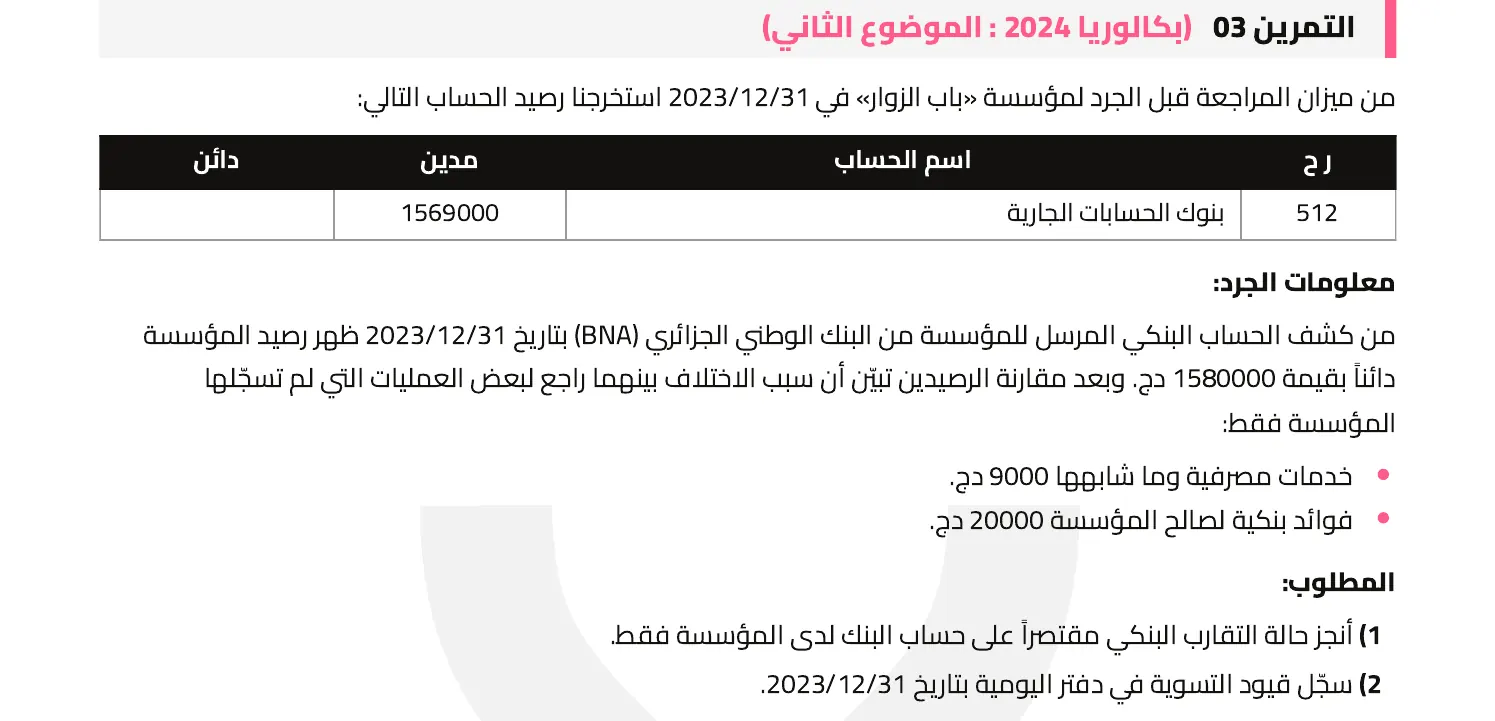 التمرين 03 (بكالوريا 2024 : الموضوع الثاني)
من ميزان المراجعة قبل الجرد لمؤسسة «باب الزوار» في 2023/12/31 استخرجنا رصيد الحساب التالي:
ر ح اسم الحساب مدين دائن
512 بنوك الحسابات الجارية 1569000
معلومات الجرد:
من كشف الحساب البنكي المرسل للمؤسسة من البنك الوطني الجزائري (BNA) بتاريخ 2023/12/31 ظهر رصيد المؤسسة
دائناً بقيمة 1580000 دج. وبعد مقارنة الرصيدين تبيّن أن سبب الاختلاف بينهما راجع لبعض العمليات التي لم تسجّلها
المؤسسة فقط:
• خدمات مصرفية وما شابهها 9000 دج.
• فوائد بنكية لصالح المؤسسة 20000 دج.
المطلوب:
1) أنجز حالة التقارب البنكي مقتصراً على حساب البنك لدى المؤسسة فقط.
2) سجّل قيود التسوية في دفتر اليومية بتاريخ 2023/12/31.